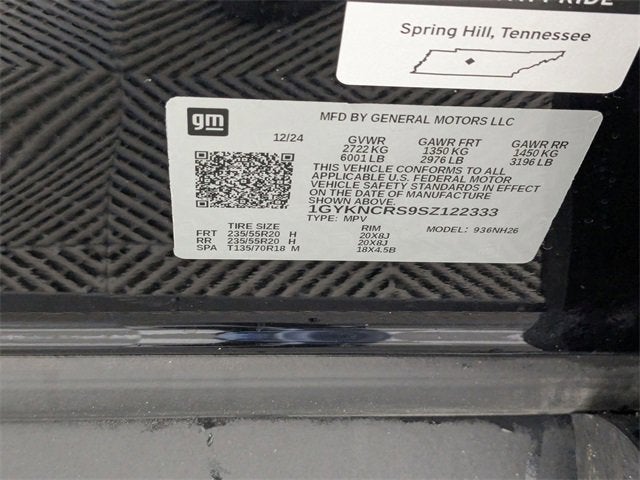 RIDE
Spring Hill, Tennessee
gm
MFD BY GENERAL MOTORS LLC
12/24 GVWR GAWR FRT GAWR RR
2722 KG 1350 KG 1450 KG
6001 LB 2976 LB 3196 LB
THIS VEHICLE CONFORMS TO ALL
APPLICABLE U.S. FEDERAL MOTOR
VEHICLE SAFETY STANDARDS IN EFFECT
ON THE DATE OF MANUFACTURE
SHOWN ABOVE.
1GYKNCRS9SZ122333
TYPE: MPV MODEL: 936NH26
TIRE SIZE RIM
FRT 235/55R20 H 20X8J
RR 235/55R20 H 20X8J
SPA T135/70R18 M 18X4.5B